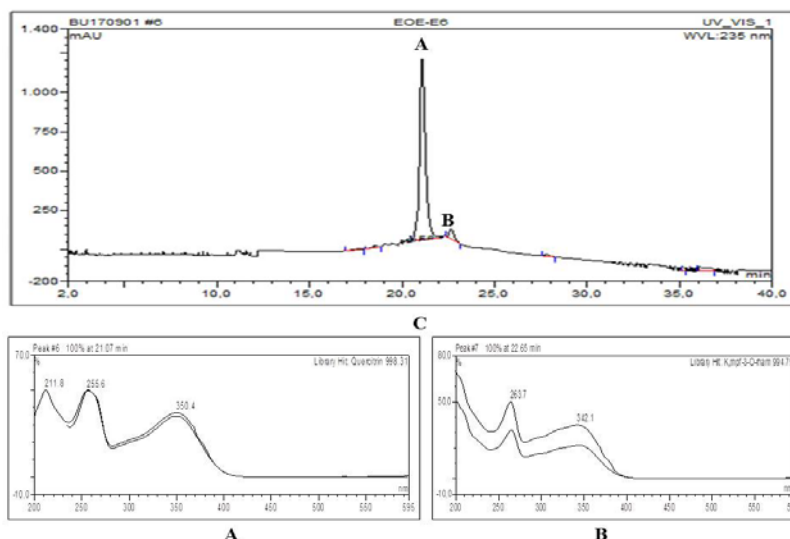 BU170901 #6 EOE-E6 UV_VIS_1
mAU WVL:235 nm
1.400
1.000
750
500
250
-200
A
B
min
2,0 10,0 15,0 20,0 25,0 30,0 35,0 40,0
C
Peak #6 100% at 21.07 min
70.0
%
Library Hit: Quercitrin 998.31
211.8
255.6
350.4
-10.0
nm
200 250 300 350 400 450 500 595
A
Peak #7 100% at 22.65 min
%
50.0
263.7
342.1
-10.0
nm
200 250 300 350 400 450 500 550
B